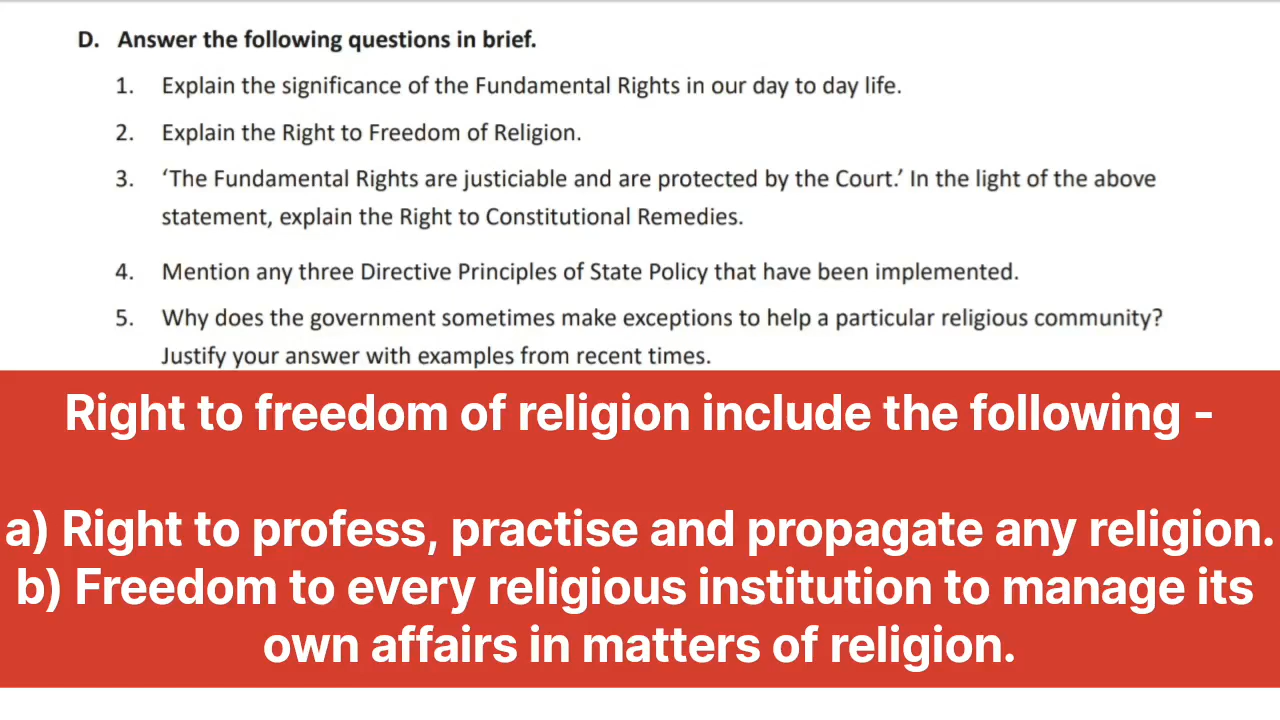 D. Answer the following questions in brief.
1. Explain the significance of the Fundamental Rights in our day to day life.
2. Explain the Right to Freedom of Religion.
3. ‘The Fundamental Rights are justiciable and are protected by the Court.’ In the light of the above
statement, explain the Right to Constitutional Remedies.
4. Mention any three Directive Principles of State Policy that have been implemented.
5. Why does the government sometimes make exceptions to help a particular religious community?
Justify your answer with examples from recent times.
Right to freedom of religion include the following -
a) Right to profess, practise and propagate any religion.
b) Freedom to every religious institution to manage its
own affairs in matters of religion.